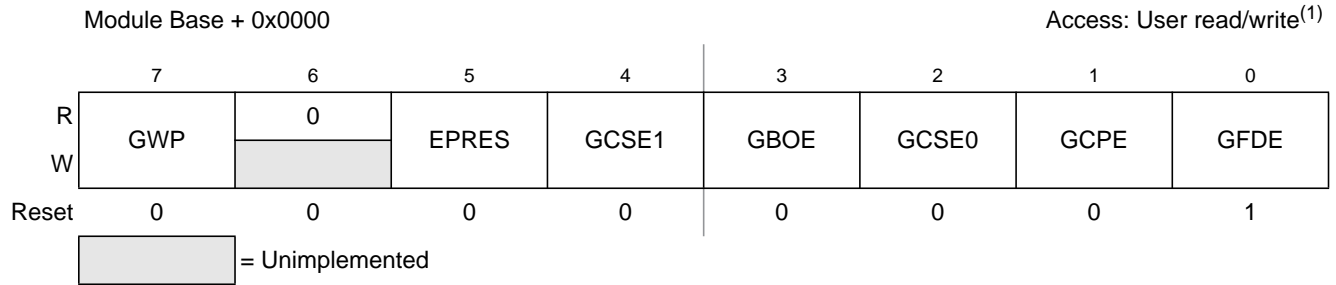 Module Base + 0x0000 Access: User read/write(1)
7 6 5 4 3 2 1 0
R GWP 0 EPRES GCSE1 GBOE GCSE0 GCPE GFDE
W
Reset 0 0 0 0 0 0 0 1
= Unimplemented